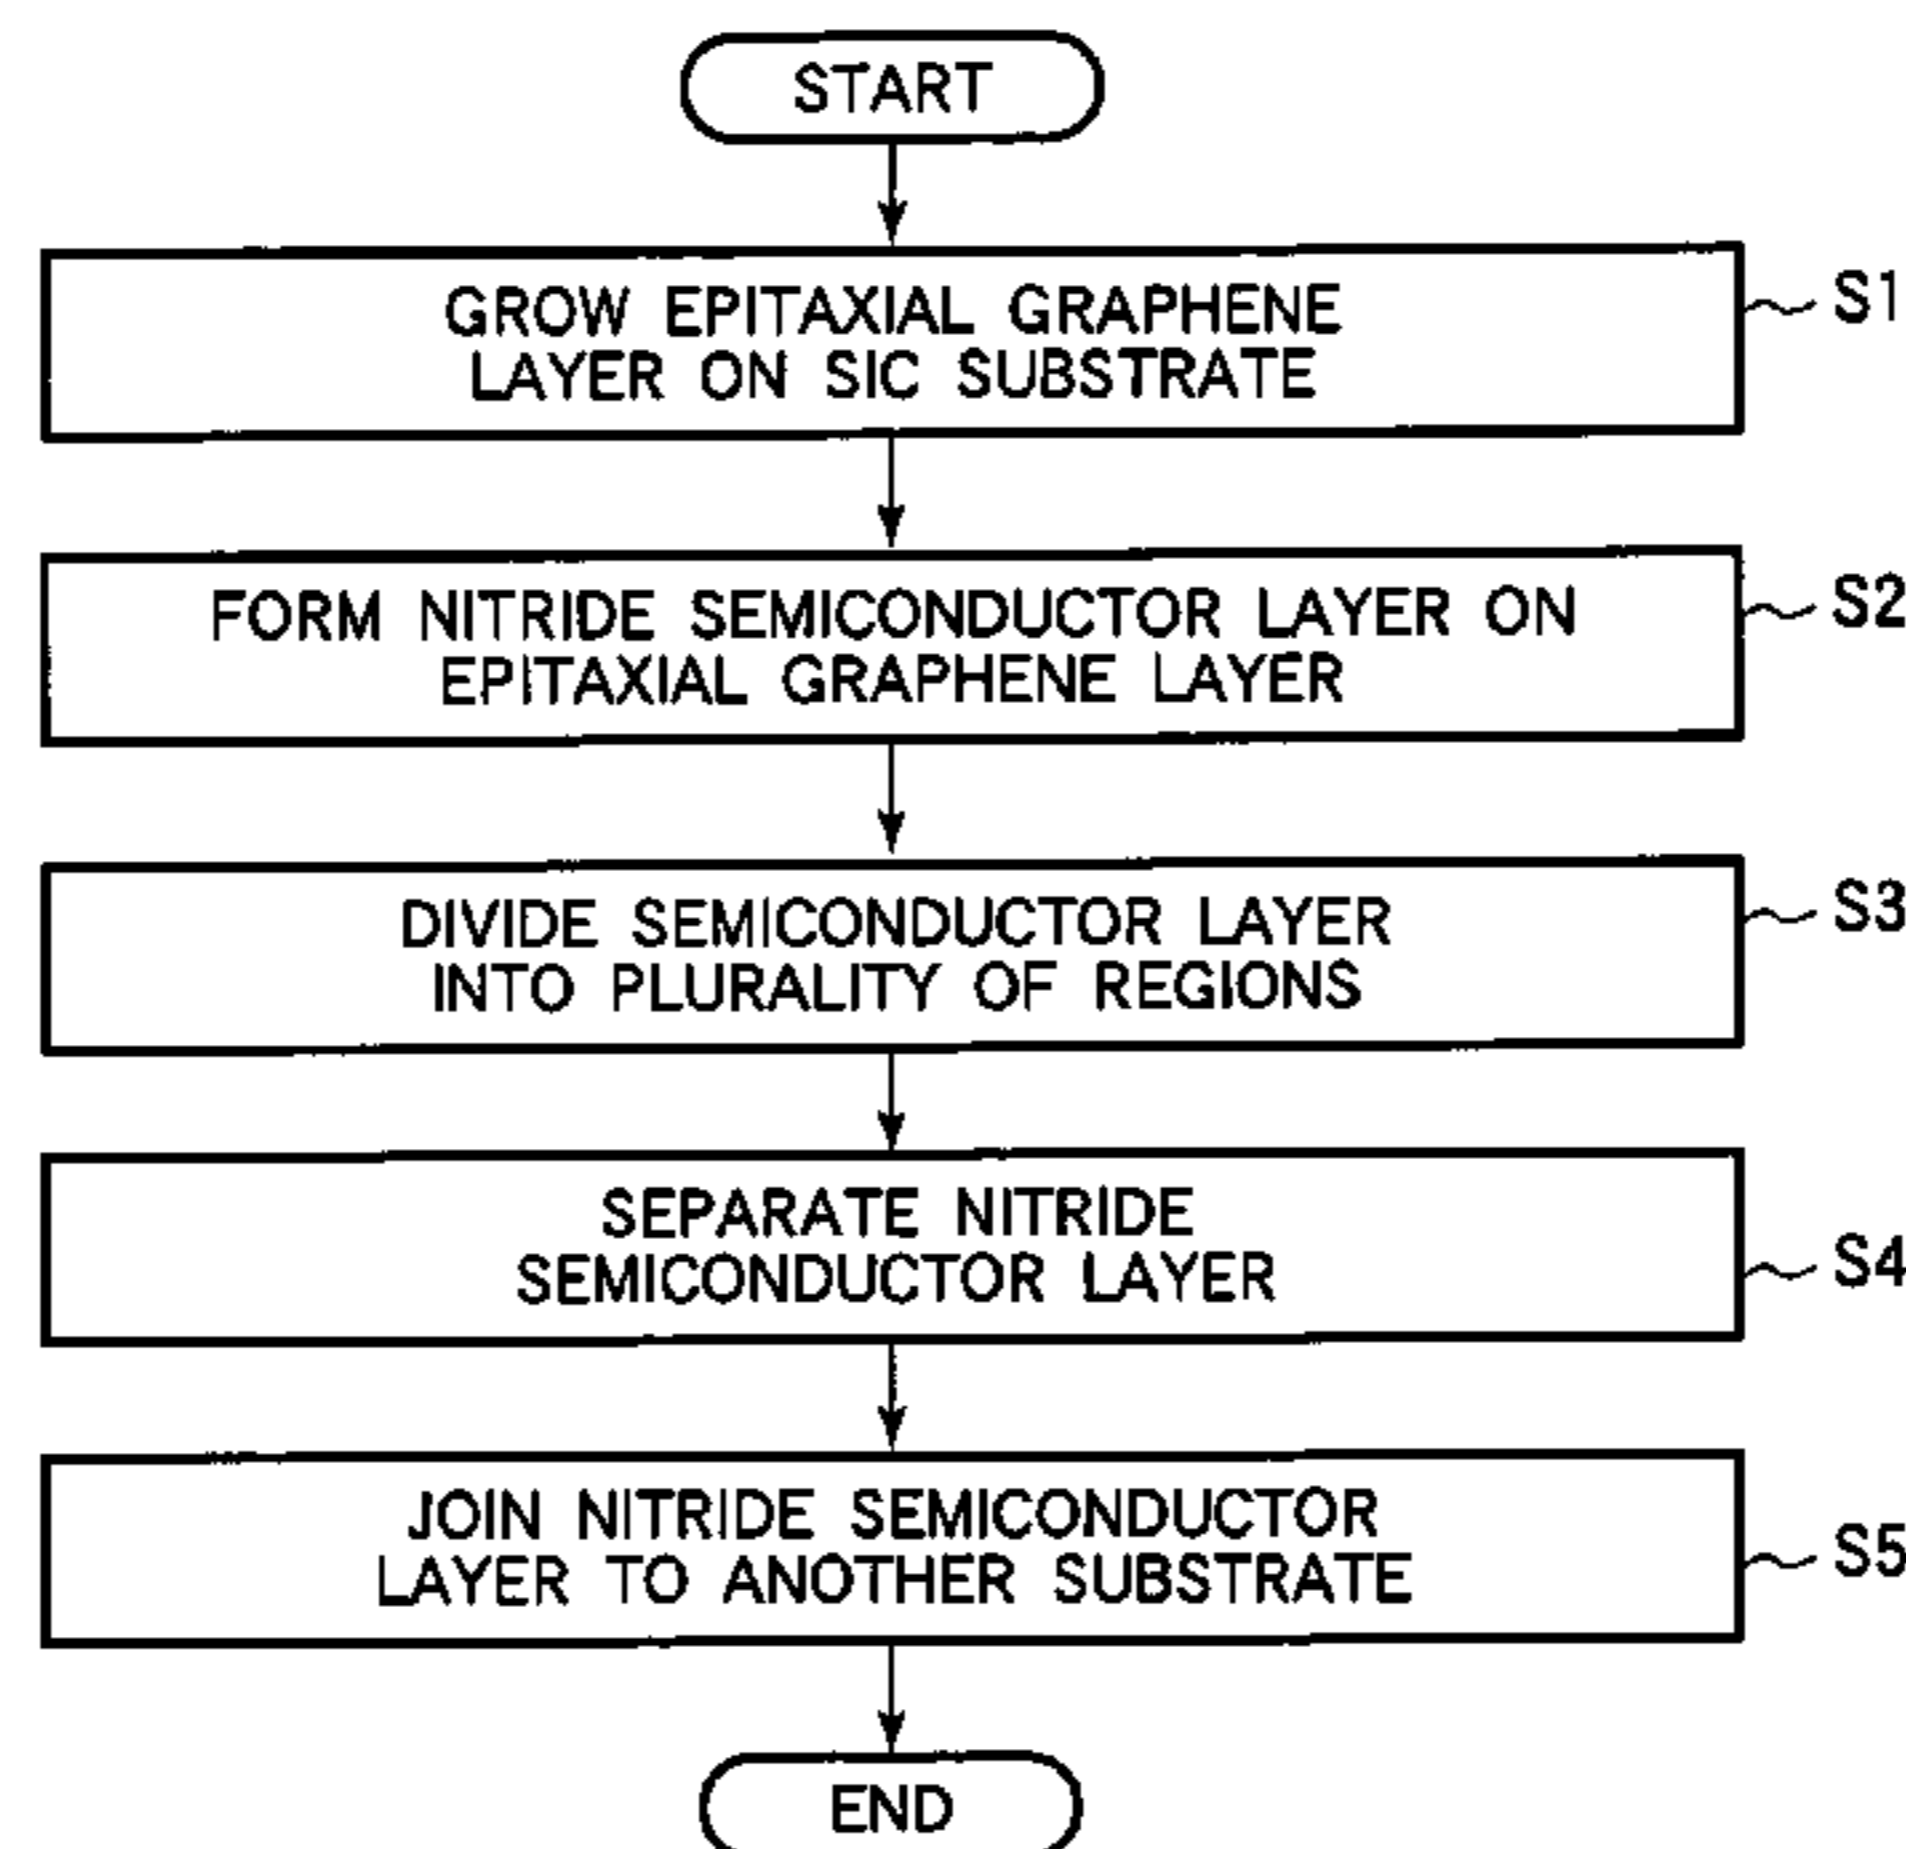 START
GROW EPITAXIAL GRAPHENE
LAYER ON SIC SUBSTRATE
S1
FORM NITRIDE SEMICONDUCTOR LAYER ON
EPITAXIAL GRAPHENE LAYER
S2
DIVIDE SEMICONDUCTOR LAYER
INTO PLURALITY OF REGIONS
S3
SEPARATE NITRIDE
SEMICONDUCTOR LAYER
S4
JOIN NITRIDE SEMICONDUCTOR
LAYER TO ANOTHER SUBSTRATE
S5
END